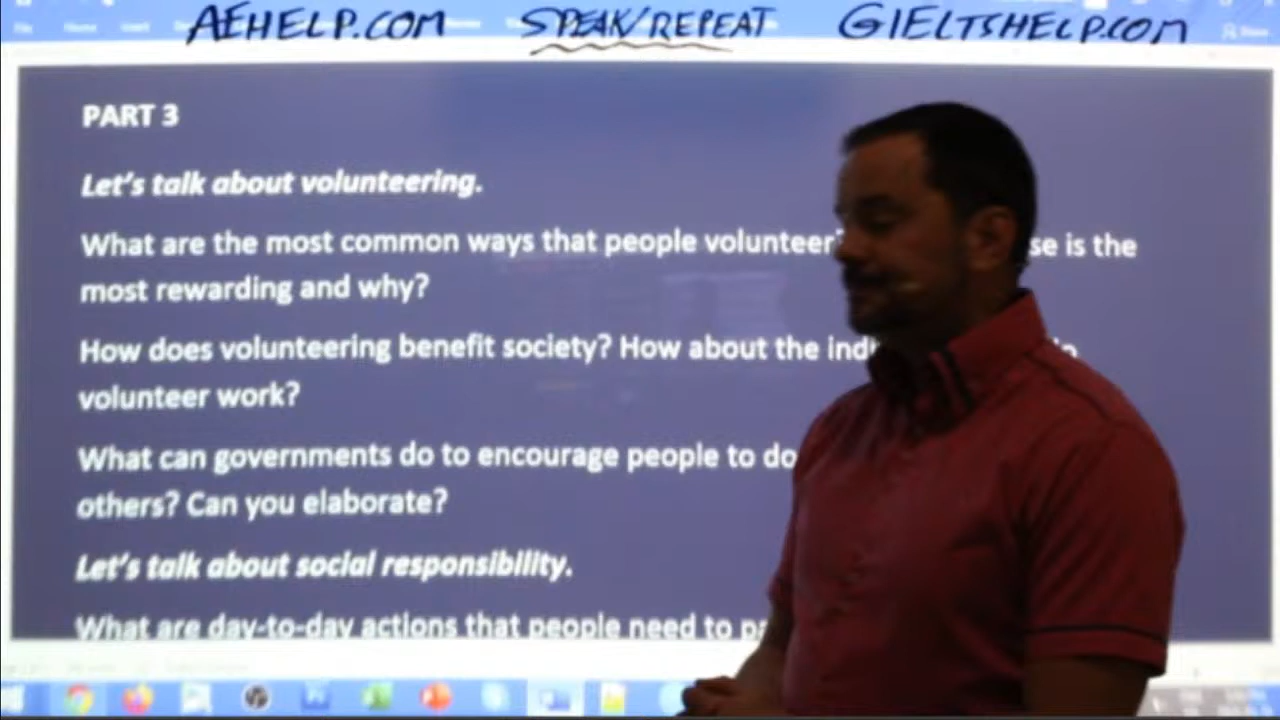 AEHELP.COM SPEAK/REPEAT GIELTSHELP.COM
PART 3
Let's talk about volunteering.
What are the most common ways that people volunteer se is the
most rewarding and why?
How does volunteering benefit society? How about the
volunteer work?
What can governments do to encourage people to do
others? Can you elaborate?
Let's talk about social responsibility.
What are day-to-day actions that people need to